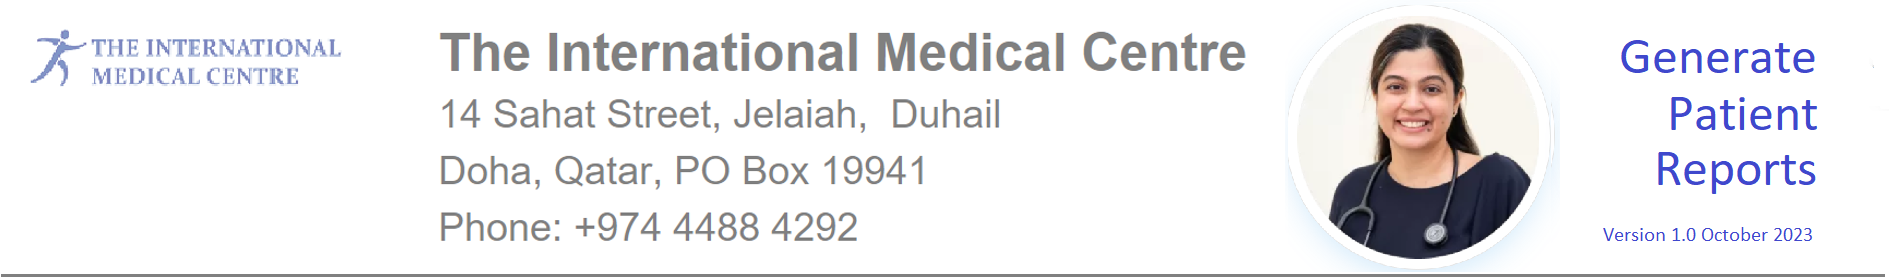 THE INTERNATIONAL
MEDICAL CENTRE
The International Medical Centre
14 Sahat Street, Jelaiah,  Duhail
Doha, Qatar, PO Box 19941
Phone: +974 4488 4292
Generate
Patient
Reports
Version 1.0 October 2023